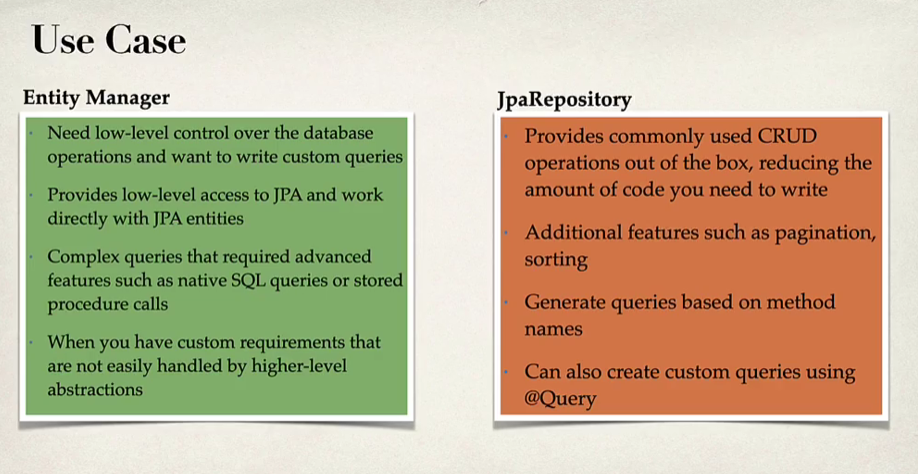 Use Case
Entity Manager
· Need low-level control over the database
operations and want to write custom queries
· Provides low-level access to JPA and work
directly with JPA entities
· Complex queries that required advanced
features such as native SQL queries or stored
procedure calls
· When you have custom requirements that
are not easily handled by higher-level
abstractions
JpaRepository
· Provides commonly used CRUD
operations out of the box, reducing the
amount of code you need to write
· Additional features such as pagination,
sorting
· Generate queries based on method
names
· Can also create custom queries using
@Query